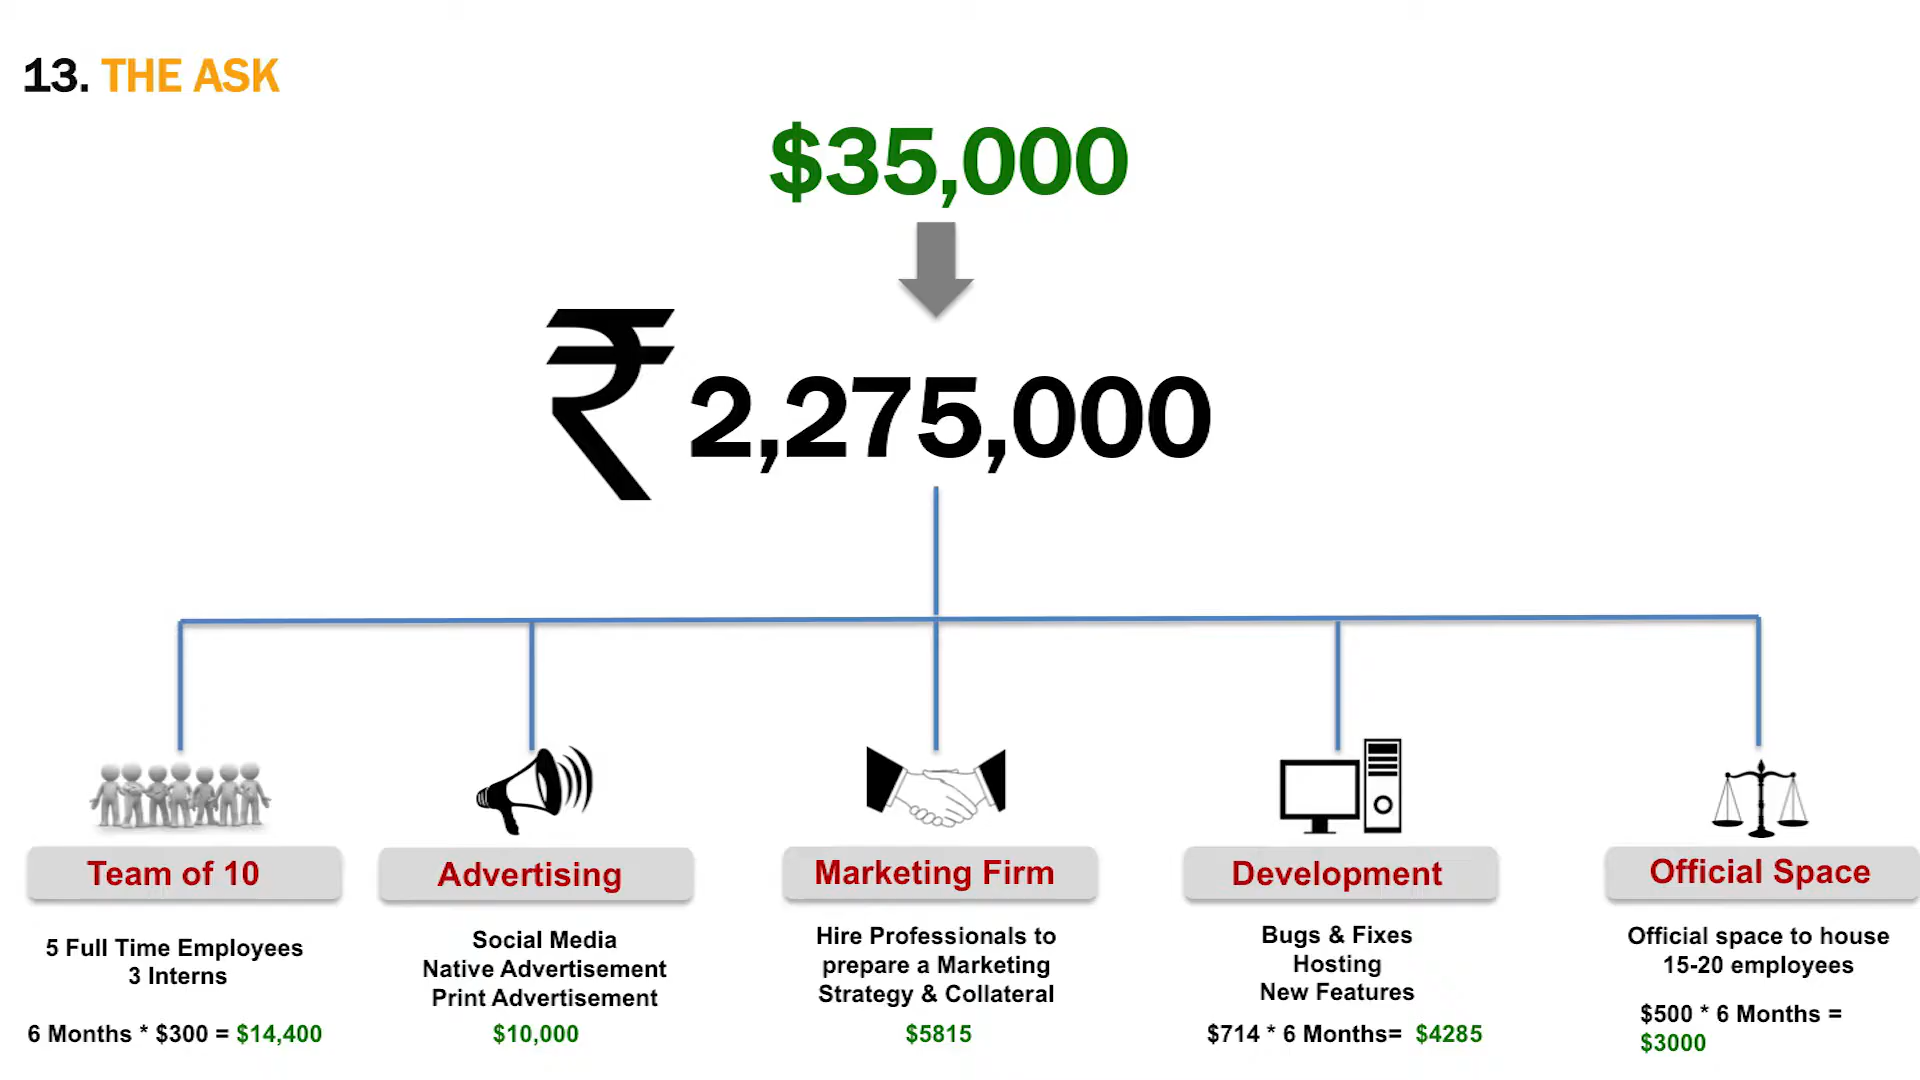 13. THE ASK
$35,000
₹ 2,275,000
Team of 10
5 Full Time Employees
3 Interns
6 Months * $300 = $14,400
Advertising
Social Media
Native Advertisement
Print Advertisement
$10,000
Marketing Firm
Hire Professionals to
prepare a Marketing
Strategy & Collateral
$5815
Development
Bugs & Fixes
Hosting
New Features
$714 * 6 Months= $4285
Official Space
Official space to house
15-20 employees
$500 * 6 Months =
$3000